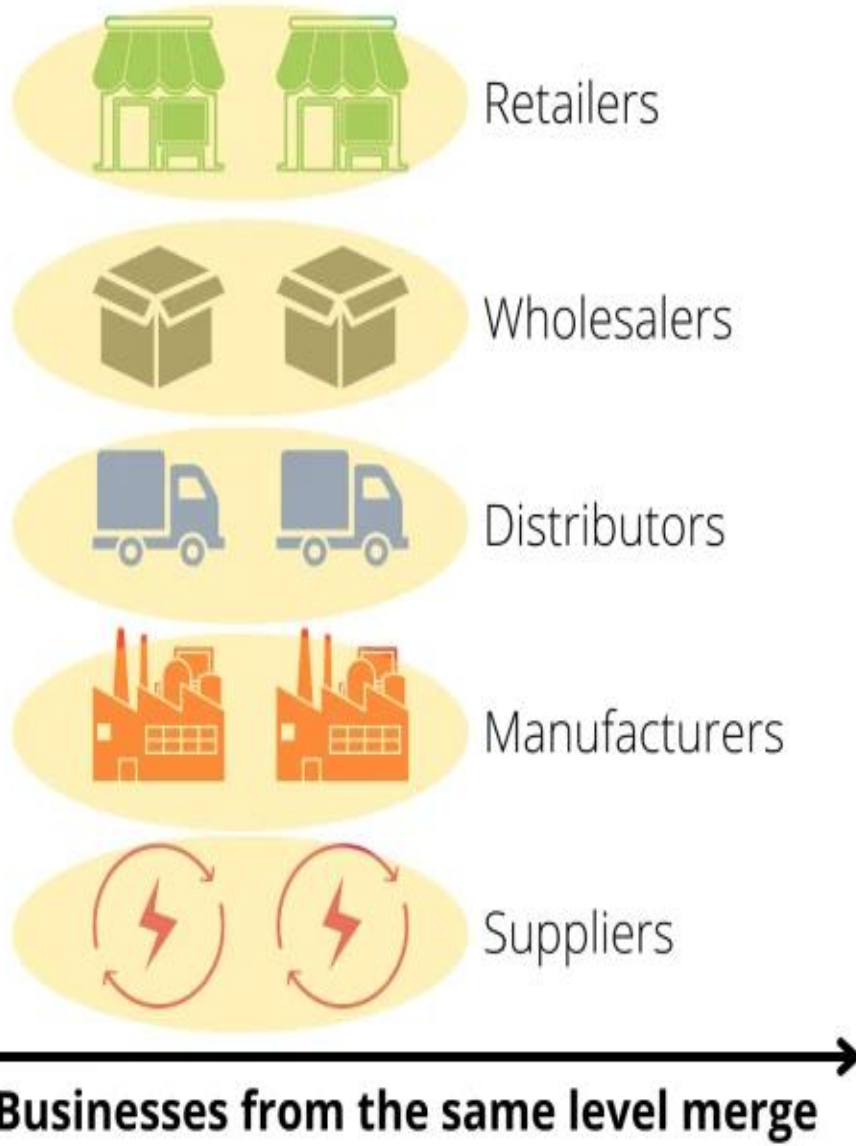 Retailers
Wholesalers
Distributors
Manufacturers
Suppliers
Businesses from the same level merge